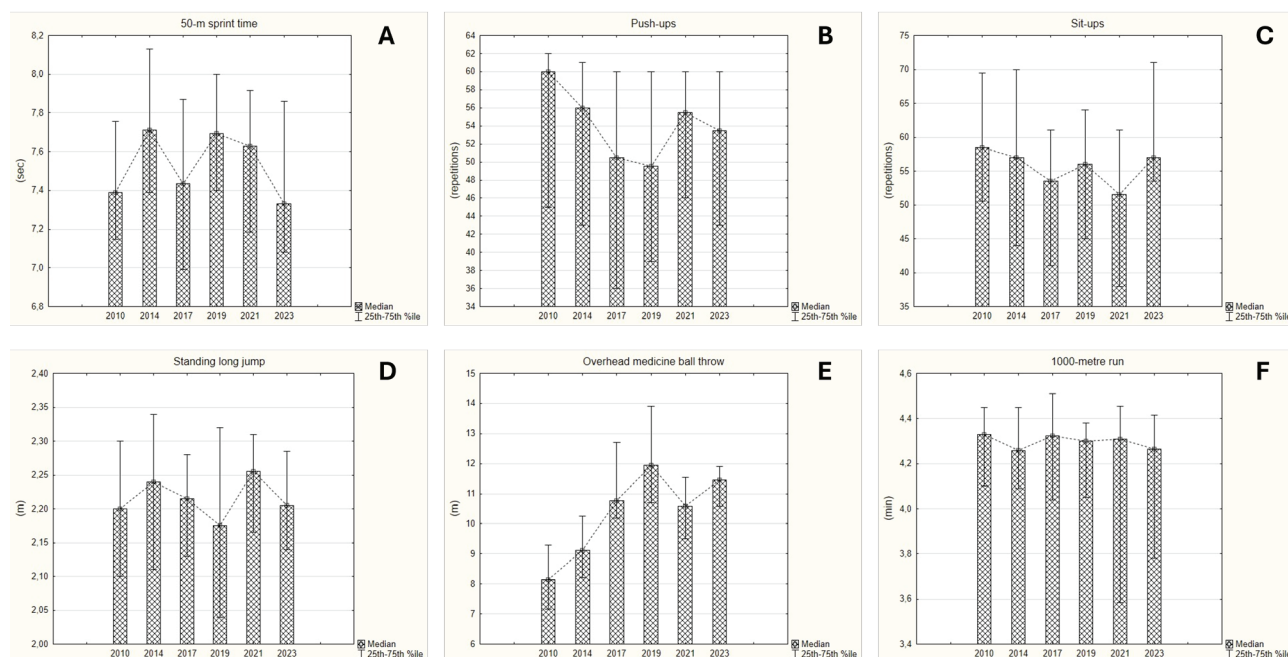 50-m sprint time
A
8,2
8,0
7,8
7,6
7,4
7,2
7,0
6,8
(sec)
2010 2014 2017 2019 2021 2023
Median
25th-75th %ile
Push-ups
B
64
62
60
58
56
54
52
50
48
46
44
42
40
38
36
34
(repetitions)
2010 2014 2017 2019 2021 2023
Median
25th-75th %ile
Sit-ups
C
75
70
65
60
55
50
45
40
35
(repetitions)
2010 2014 2017 2019 2021 2023
Median
25th-75th %ile
Standing long jump
D
2,40
2,35
2,30
2,25
2,20
2,15
2,10
2,05
2,00
(m)
2010 2014 2017 2019 2021 2023
Median
25th-75th %ile
Overhead medicine ball throw
E
15
14
13
12
11
10
9
8
7
6
(m)
2010 2014 2017 2019 2021 2023
Median
25th-75th %ile
1000-metre run
F
4,6
4,4
4,2
4,0
3,8
3,6
3,4
(min)
2010 2014 2017 2019 2021 2023
Median
25th-75th %ile